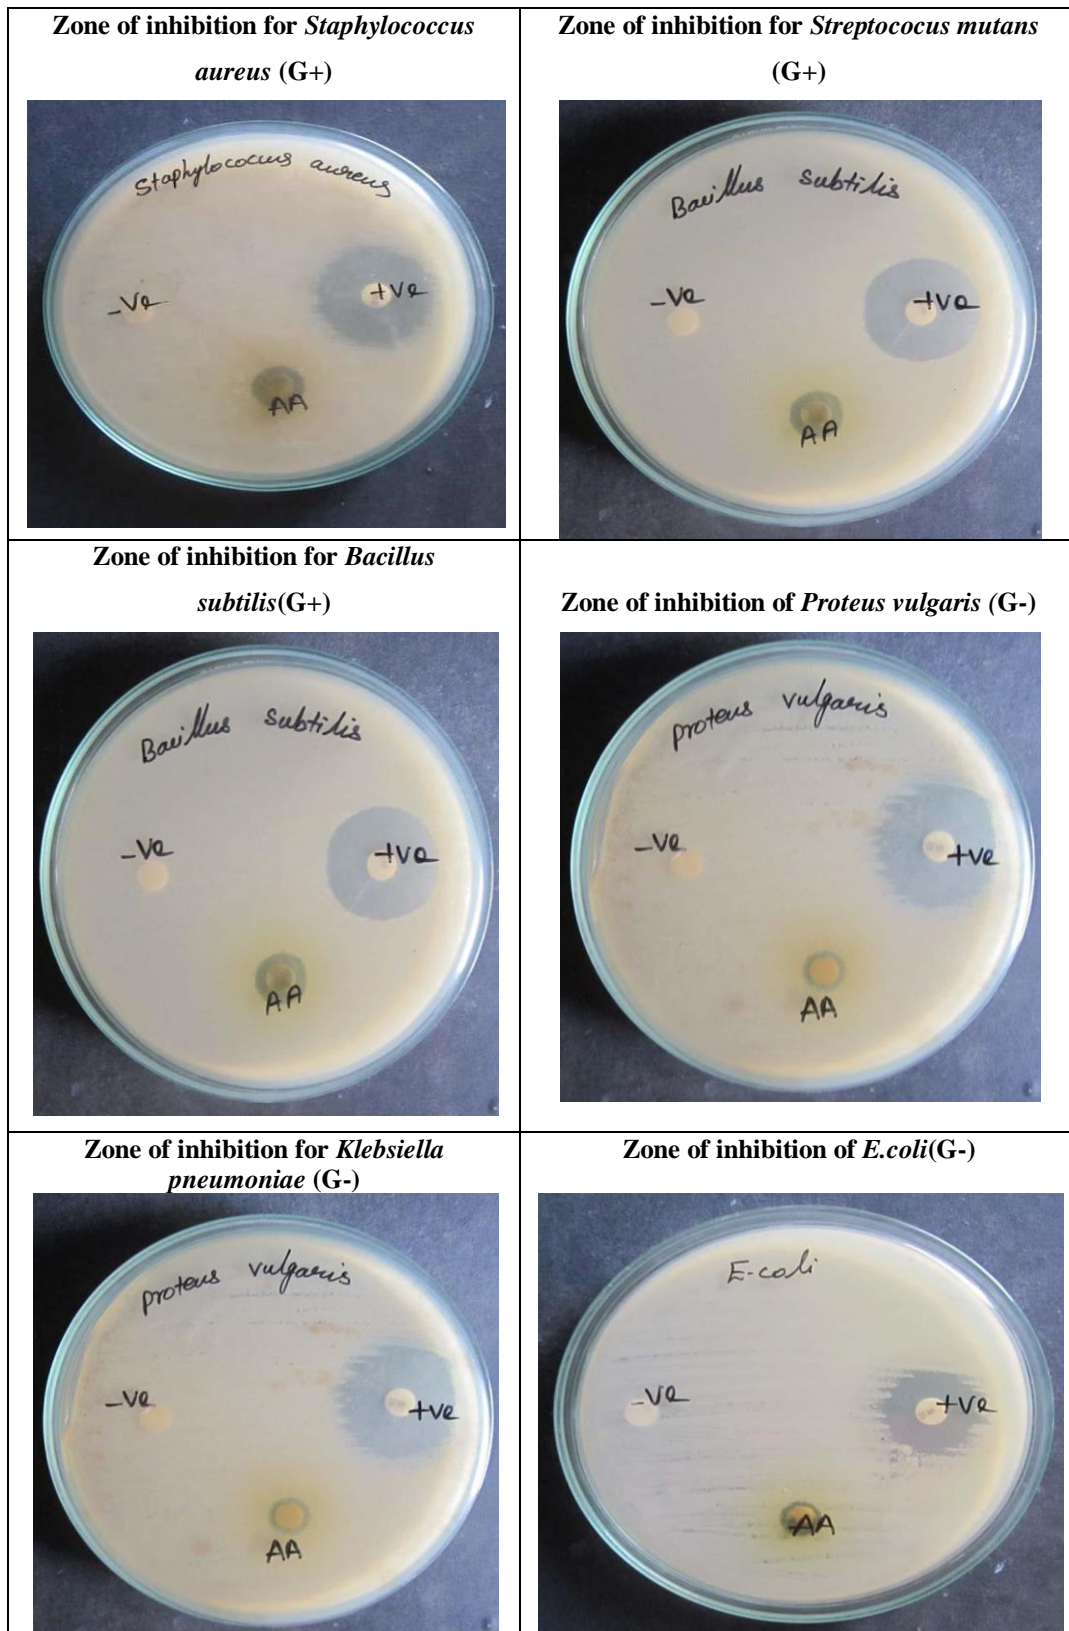 Zone of inhibition for Staphylococcus
aureus (G+)
Staphylococcus aureus
-Ve
+Ve
AA
Zone of inhibition for Streptococus mutans
(G+)
Bacillus subtilis
-Ve
+Ve
AA
Zone of inhibition for Bacillus
subtilis(G+)
Bacillus subtilis
-Ve
+Ve
AA
Zone of inhibition of Proteus vulgaris (G-)
Proteus vulgaris
-Ve
+Ve
AA
Zone of inhibition for Klebsiella
pneumoniae (G-)
Proteus vulgaris
-Ve
+Ve
AA
Zone of inhibition of E.coli(G-)
E-coli
-Ve
+Ve
AA